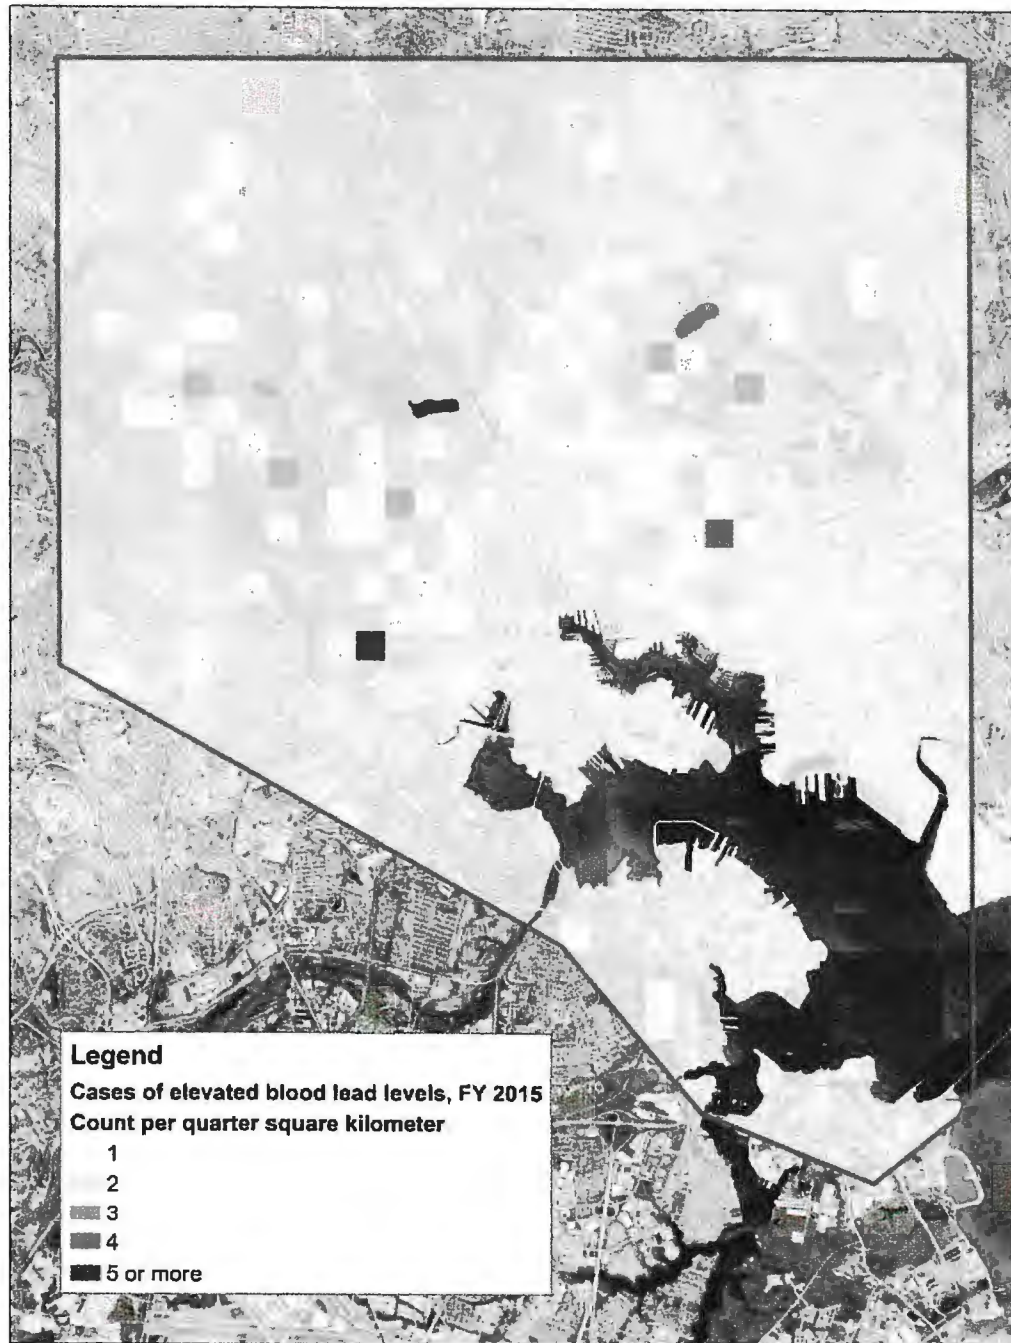 Legend
Cases of elevated blood lead levels, FY 2015
Count per quarter square kilometer
1
2
3
4
5 or more